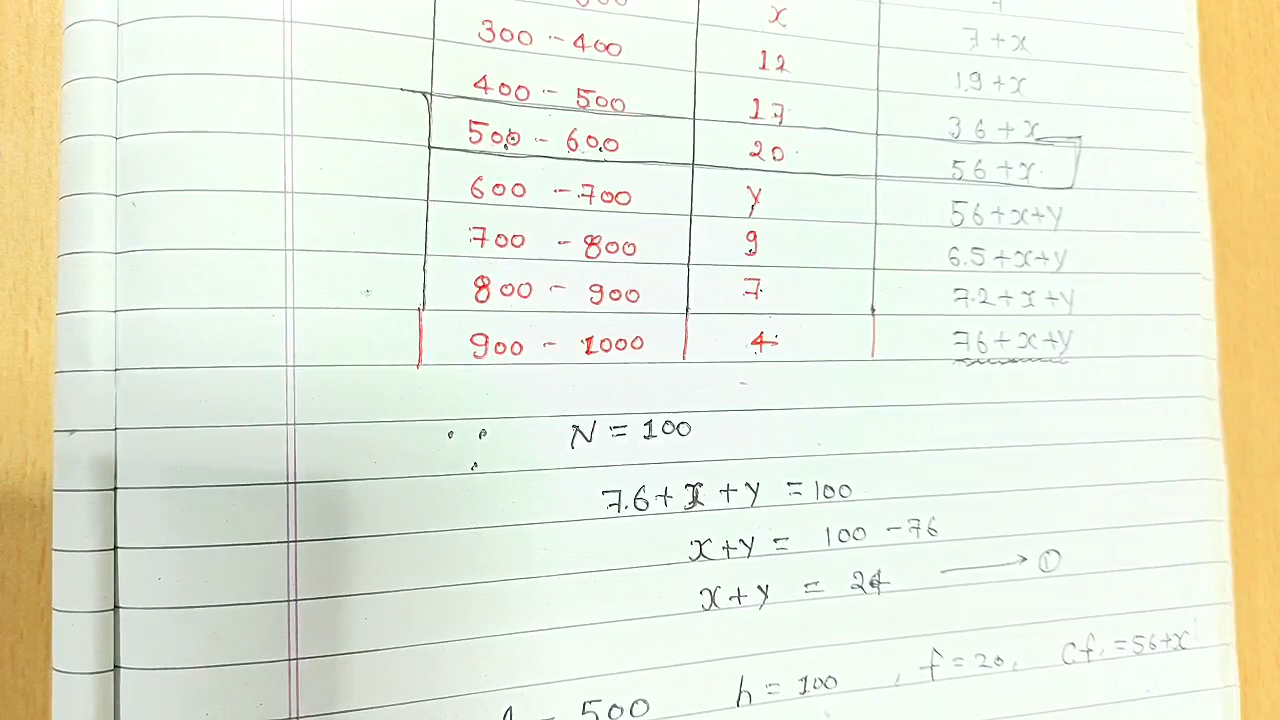 x
300 - 400 12 7 + x
400 - 500 17 19 + x
500 - 600 20 36 + x
600 - 700 y 56 + x
700 - 800 9 56 + x + y
800 - 900 7 65 + x + y
900 - 1000 4 72 + x + y
76 + x + y
∴ N = 100
76 + x + y = 100
x + y = 100 - 76
x + y = 24 → ①
500 h = 100 , f = 20, cf. = 56+x